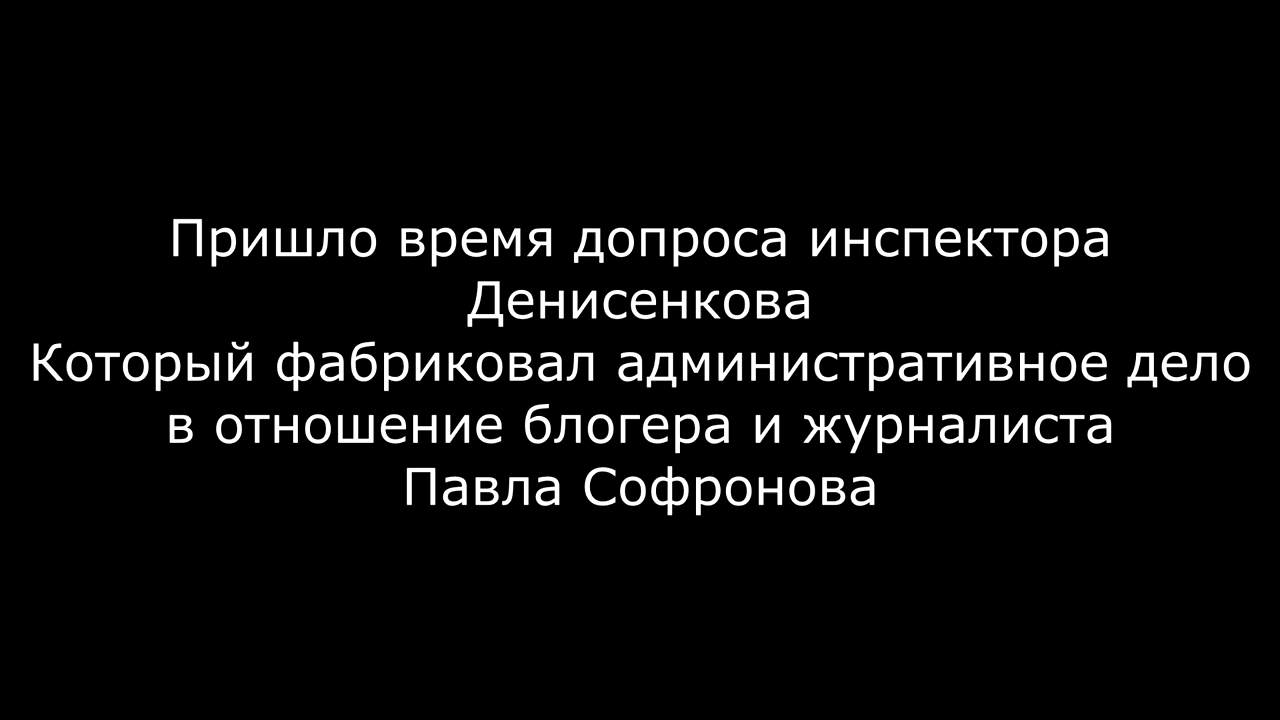 Пришло время допроса инспектора
Денисенкова
Который фабриковал административное дело
в отношение блогера и журналиста
Павла Софронова